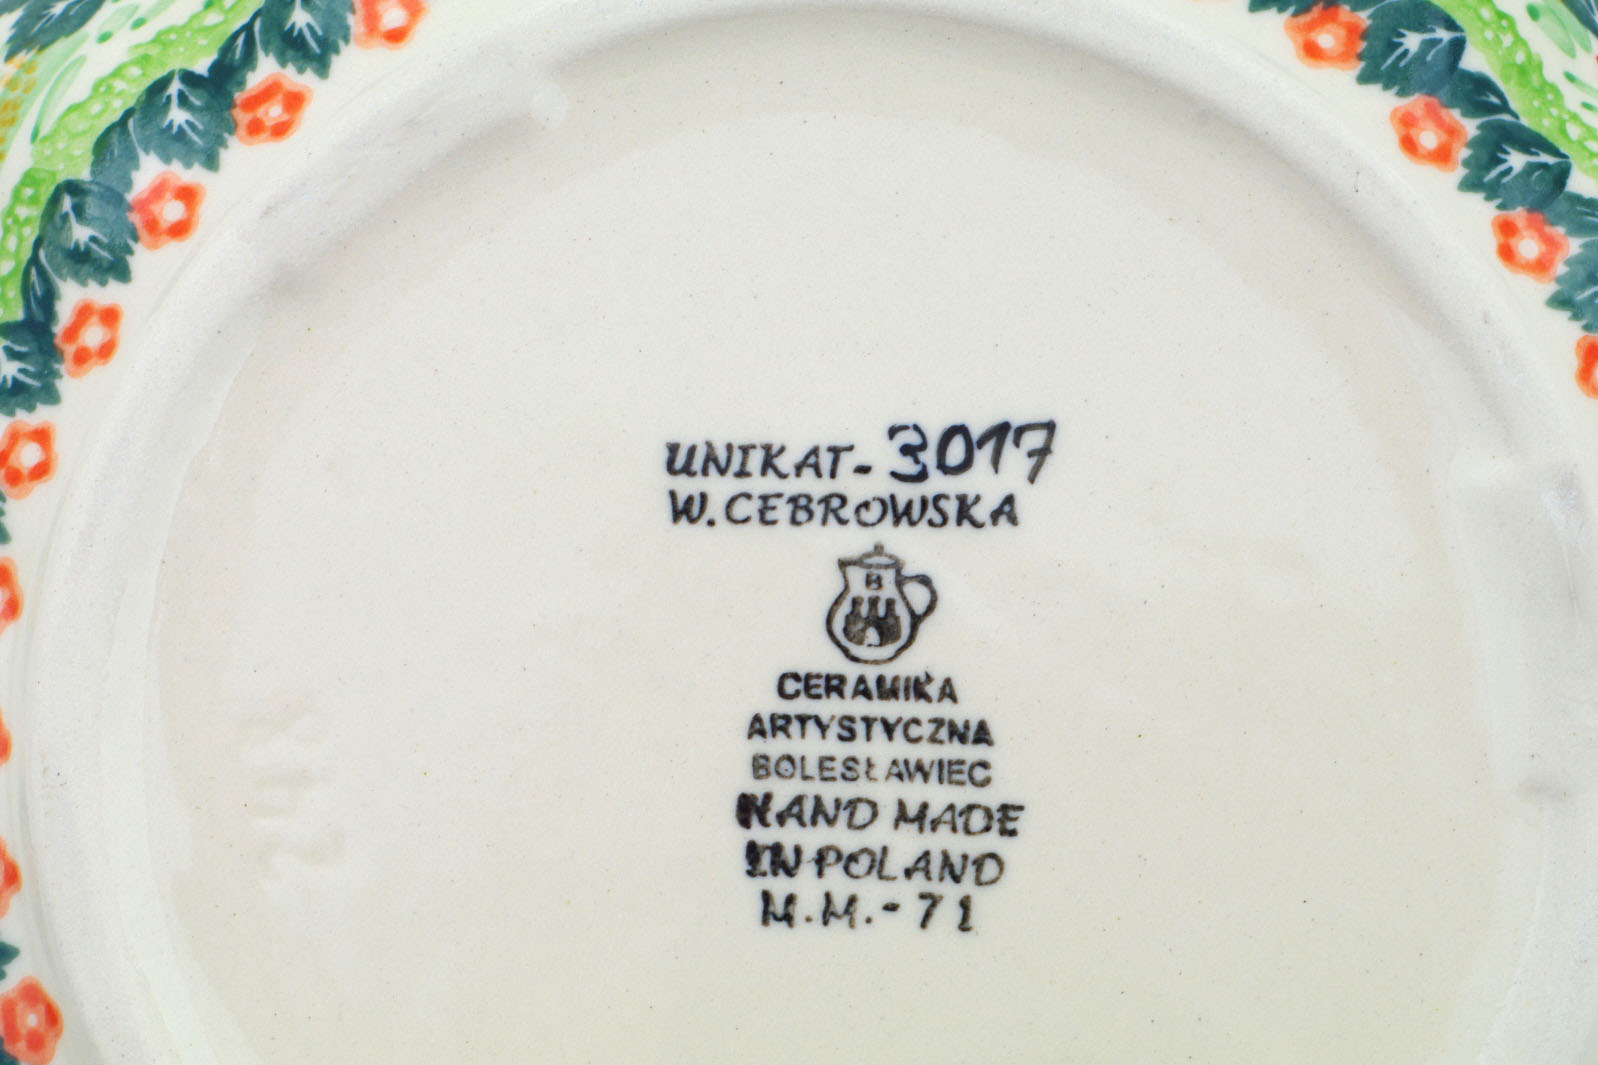 UNIKAT-3017
W. CEBROWSKA
B
CERAMIKA
ARTYSTYCZNA
BOLESŁAWIEC
HAND MADE
IN POLAND
M.M.-71